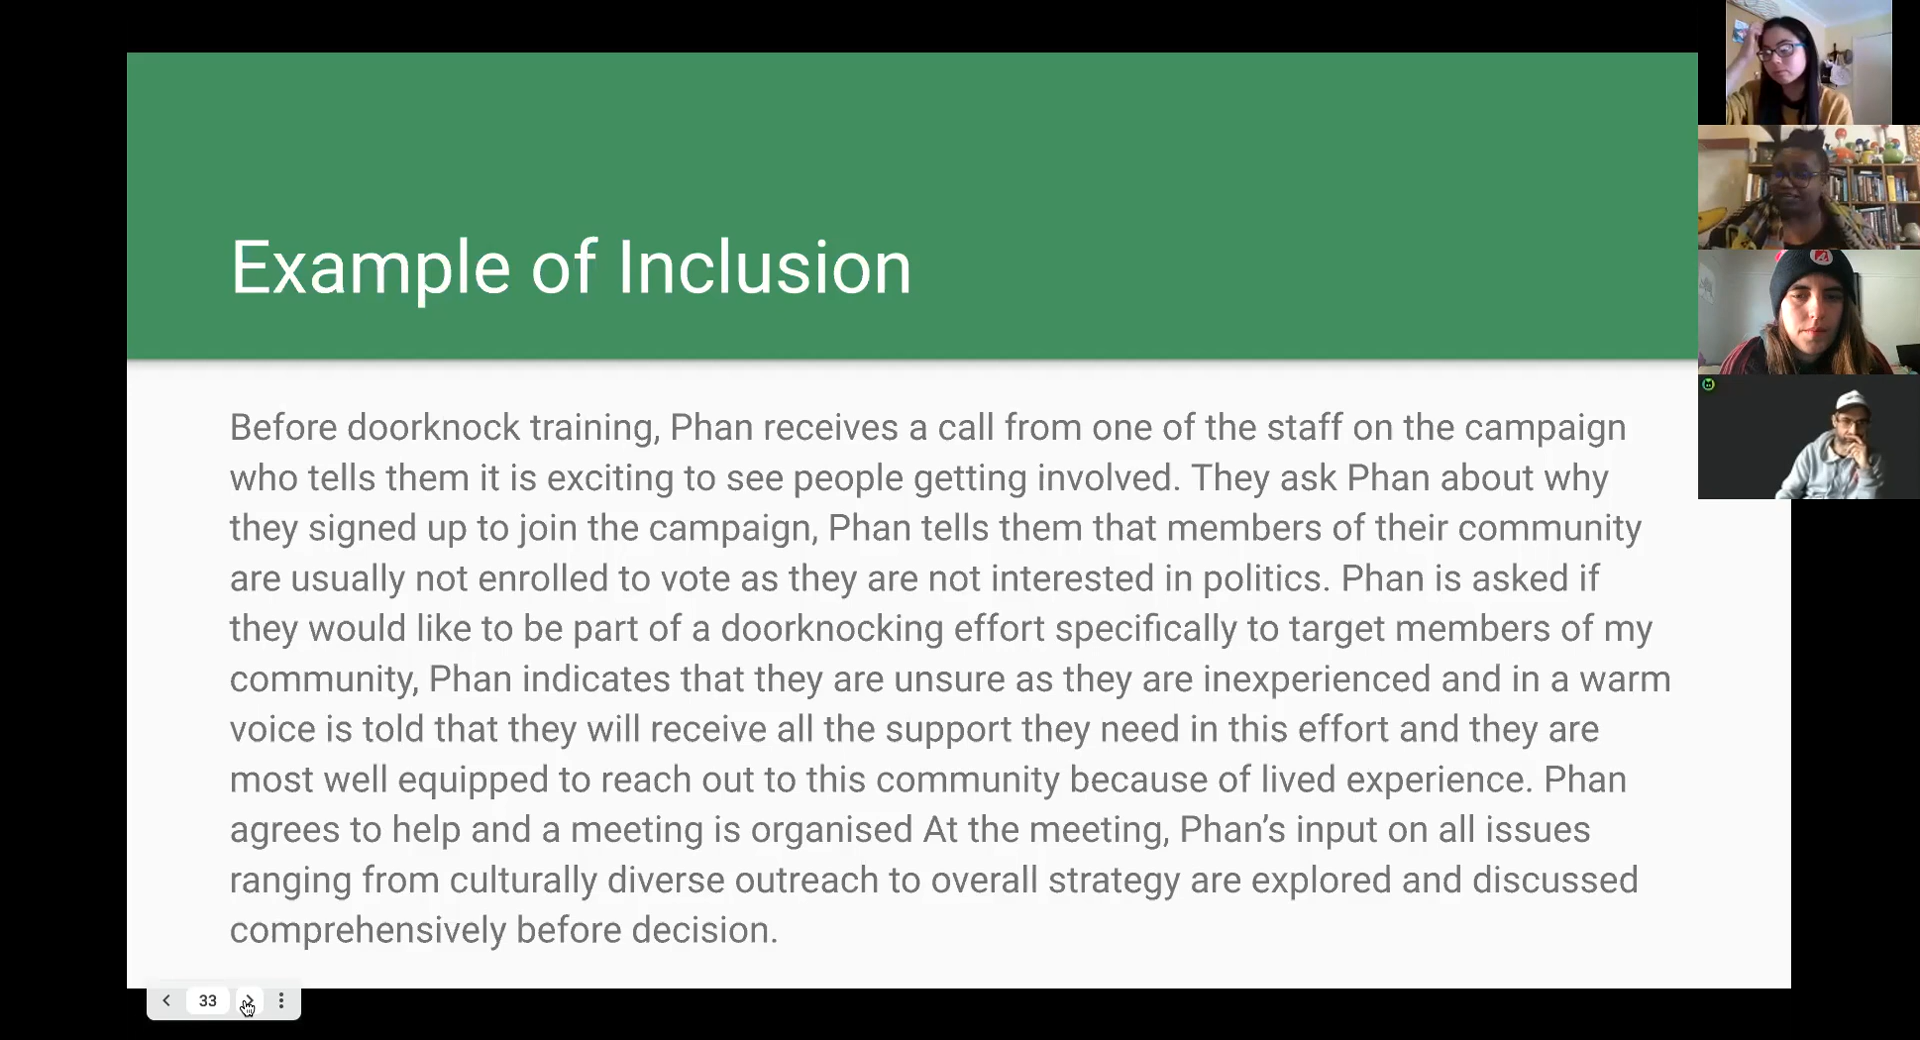 Example of Inclusion
Before doorknock training, Phan receives a call from one of the staff on the campaign
who tells them it is exciting to see people getting involved. They ask Phan about why
they signed up to join the campaign, Phan tells them that members of their community
are usually not enrolled to vote as they are not interested in politics. Phan is asked if
they would like to be part of a doorknocking effort specifically to target members of my
community, Phan indicates that they are unsure as they are inexperienced and in a warm
voice is told that they will receive all the support they need in this effort and they are
most well equipped to reach out to this community because of lived experience. Phan
agrees to help and a meeting is organised At the meeting, Phan’s input on all issues
ranging from culturally diverse outreach to overall strategy are explored and discussed
comprehensively before decision.
33